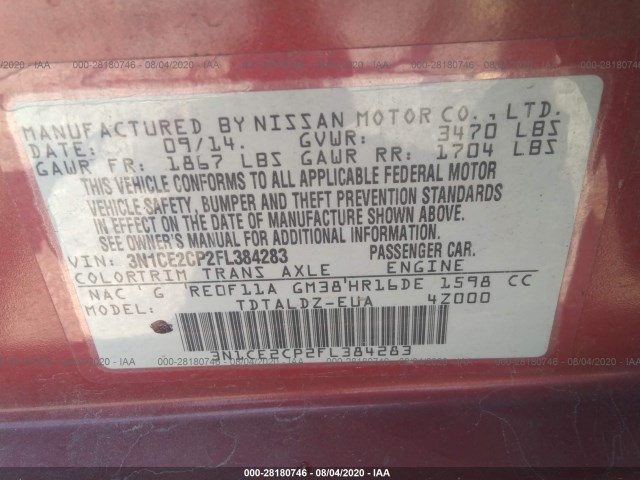 000-28180746 - 08/04/2020 - IAA
MANUFACTURED BY NISSAN MOTOR CO., LTD.
DATE: 09/14. GVWR: 3470 LBS
GAWR FR: 1867 LBS GAWR RR: 1704 LBS
THIS VEHICLE CONFORMS TO ALL APPLICABLE FEDERAL MOTOR
VEHICLE SAFETY, BUMPER AND THEFT PREVENTION STANDARDS
IN EFFECT ON THE DATE OF MANUFACTURE SHOWN ABOVE.
SEE OWNER'S MANUAL FOR ADDITIONAL INFORMATION.
VIN: 3N1CE2CP2FL384283 PASSENGER CAR.
COLORTRIM TRANS AXLE ENGINE
NAC ' G 'RE0F11A GM38'HR16DE 1598 CC
MODEL: TDTALDZ-EUA 4Z000
3N1CE2CP2FL384283
000-28180746 - 08/04/2020 - IAA